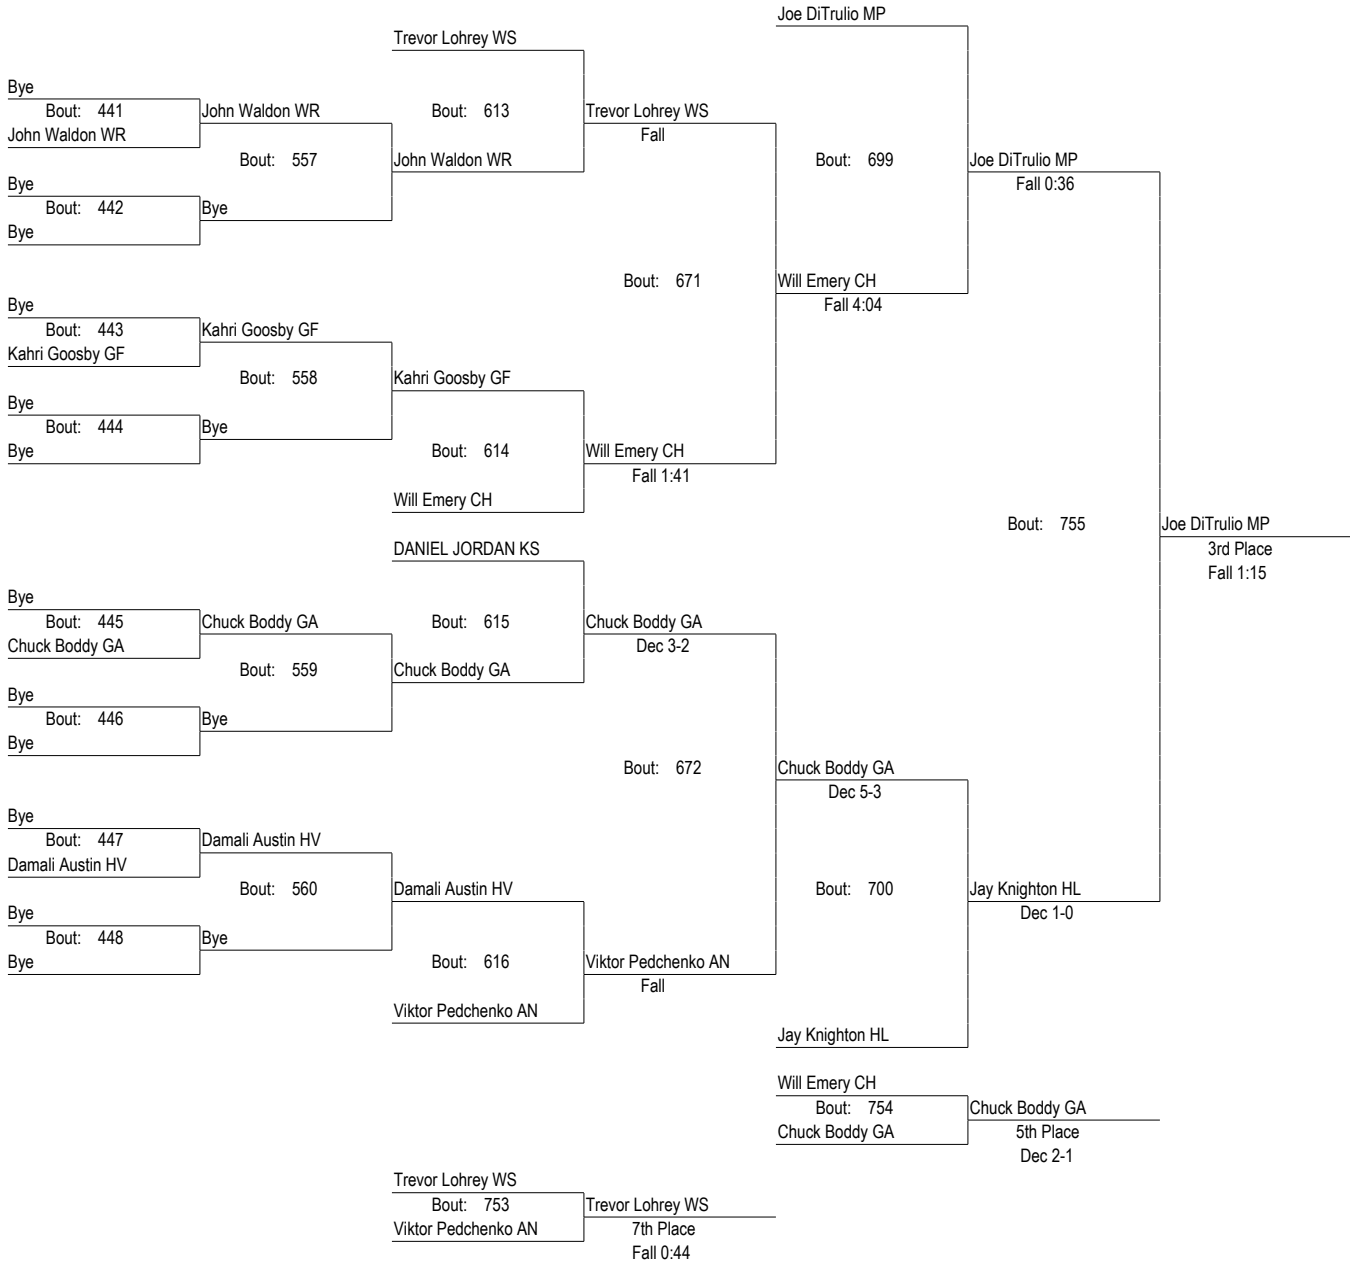 Joe DiTrulio MP
Trevor Lohrey WS
Bye
Bout: 441
John Waldon WR
Bout: 613
Trevor Lohrey WS
John Waldon WR
Fall
Bout: 557
John Waldon WR
Bout: 699
Joe DiTrulio MP
Bye
Fall 0:36
Bout: 442
Bye
Bye
Bout: 671
Will Emery CH
Bye
Fall 4:04
Bout: 443
Kahri Goosby GF
Kahri Goosby GF
Bout: 558
Kahri Goosby GF
Bye
Bout: 444
Bye
Bye
Bout: 614
Will Emery CH
Fall 1:41
Will Emery CH
Bout: 755
Joe DiTrulio MP
DANIEL JORDAN KS
3rd Place
Fall 1:15
Bye
Bout: 445
Chuck Boddy GA
Bout: 615
Chuck Boddy GA
Chuck Boddy GA
Dec 3-2
Bout: 559
Chuck Boddy GA
Bye
Bout: 446
Bye
Bye
Bout: 672
Chuck Boddy GA
Dec 5-3
Bye
Bout: 447
Damali Austin HV
Damali Austin HV
Bout: 560
Damali Austin HV
Bout: 700
Jay Knighton HL
Bye
Dec 1-0
Bout: 448
Bye
Bye
Bout: 616
Viktor Pedchenko AN
Fall
Viktor Pedchenko AN
Jay Knighton HL
Will Emery CH
Bout: 754
Chuck Boddy GA
Chuck Boddy GA
5th Place
Dec 2-1
Trevor Lohrey WS
Bout: 753
Trevor Lohrey WS
Viktor Pedchenko AN
7th Place
Fall 0:44